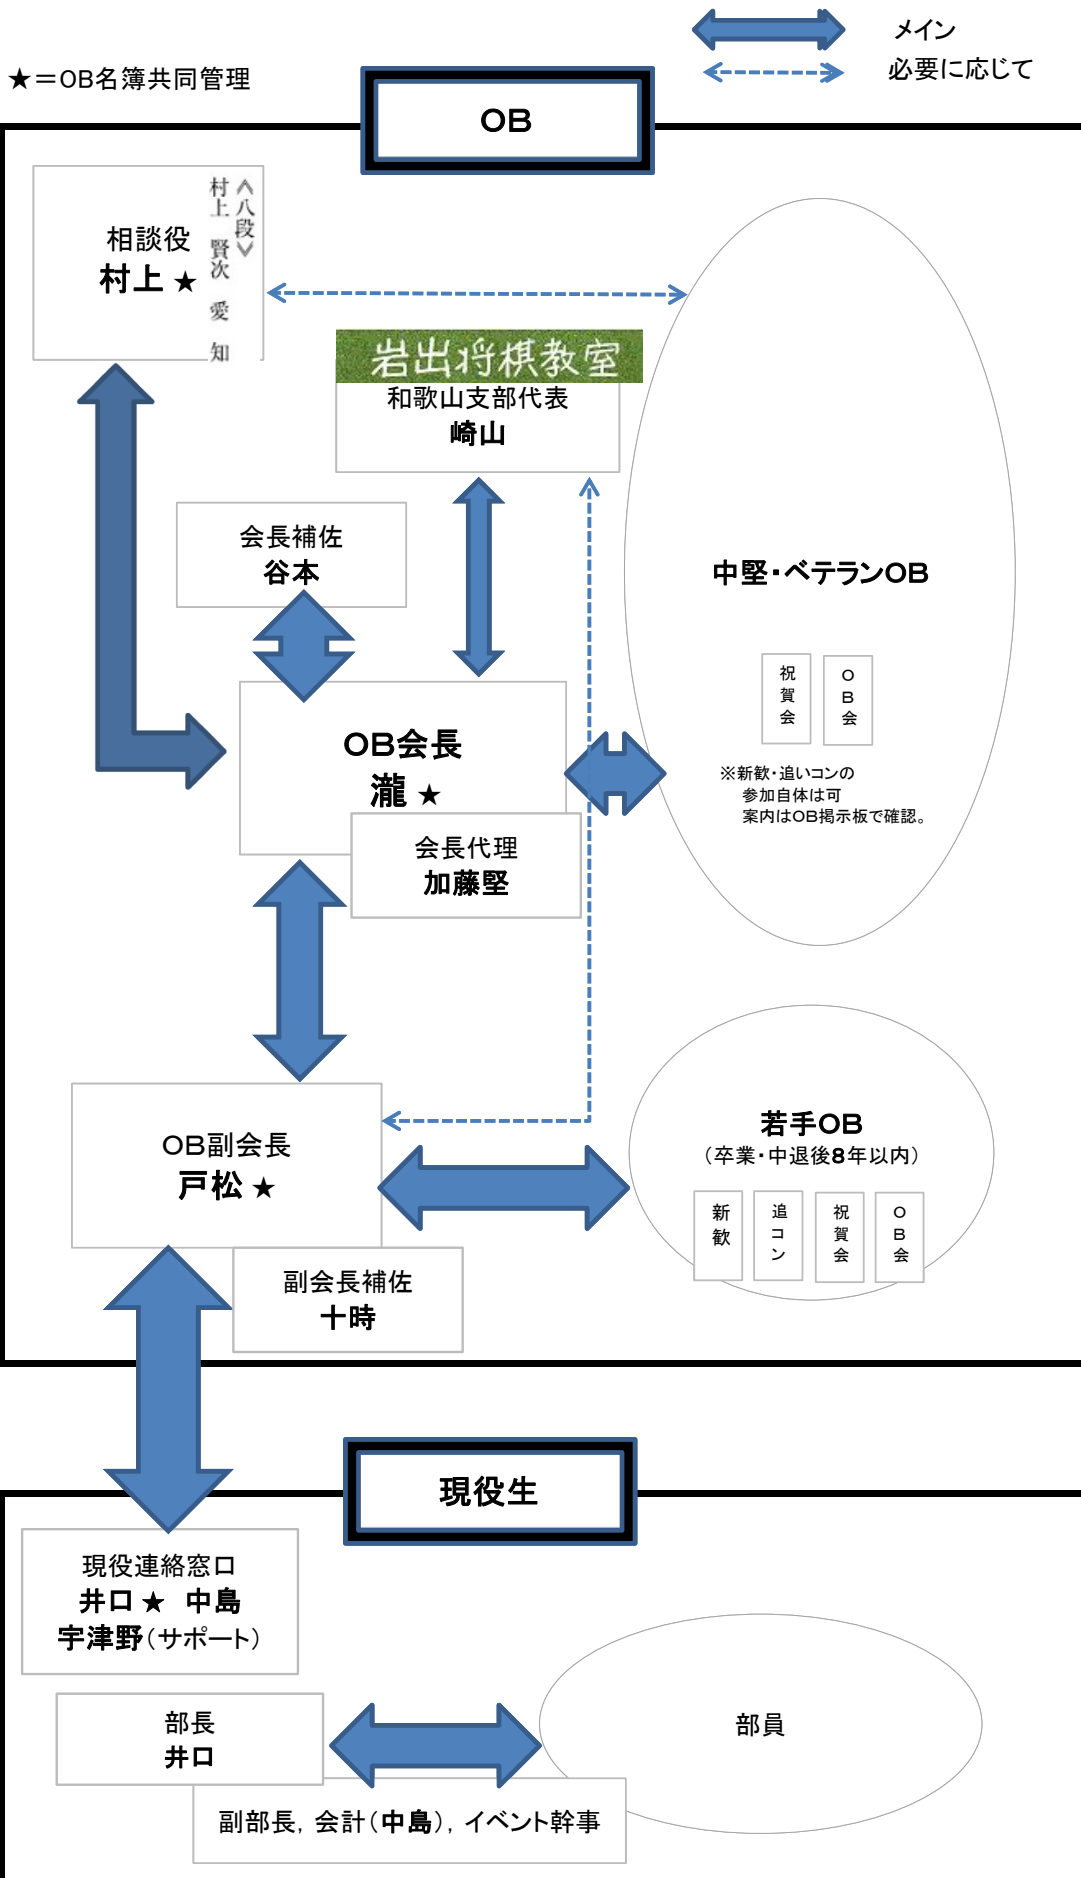 メイン
必要に応じて
★＝OB名簿共同管理
OB
相談役
村上 ★
＜八段＞
村上 賢次 愛知
岩出将棋教室
和歌山支部代表
崎山
会長補佐
谷本
中堅・ベテランOB
祝賀会
OB会
※新歓・追いコンの
参加自体は可
案内はOB掲示板で確認。
OB会長
瀧 ★
会長代理
加藤堅
OB副会長
戸松 ★
副会長補佐
十時
若手OB
（卒業・中退後8年以内）
新歓
追コン
祝賀会
OB会
現役生
現役連絡窓口
井口 ★ 中島
宇津野（サポート）
部長
井口
副部長，会計（中島），イベント幹事
部員